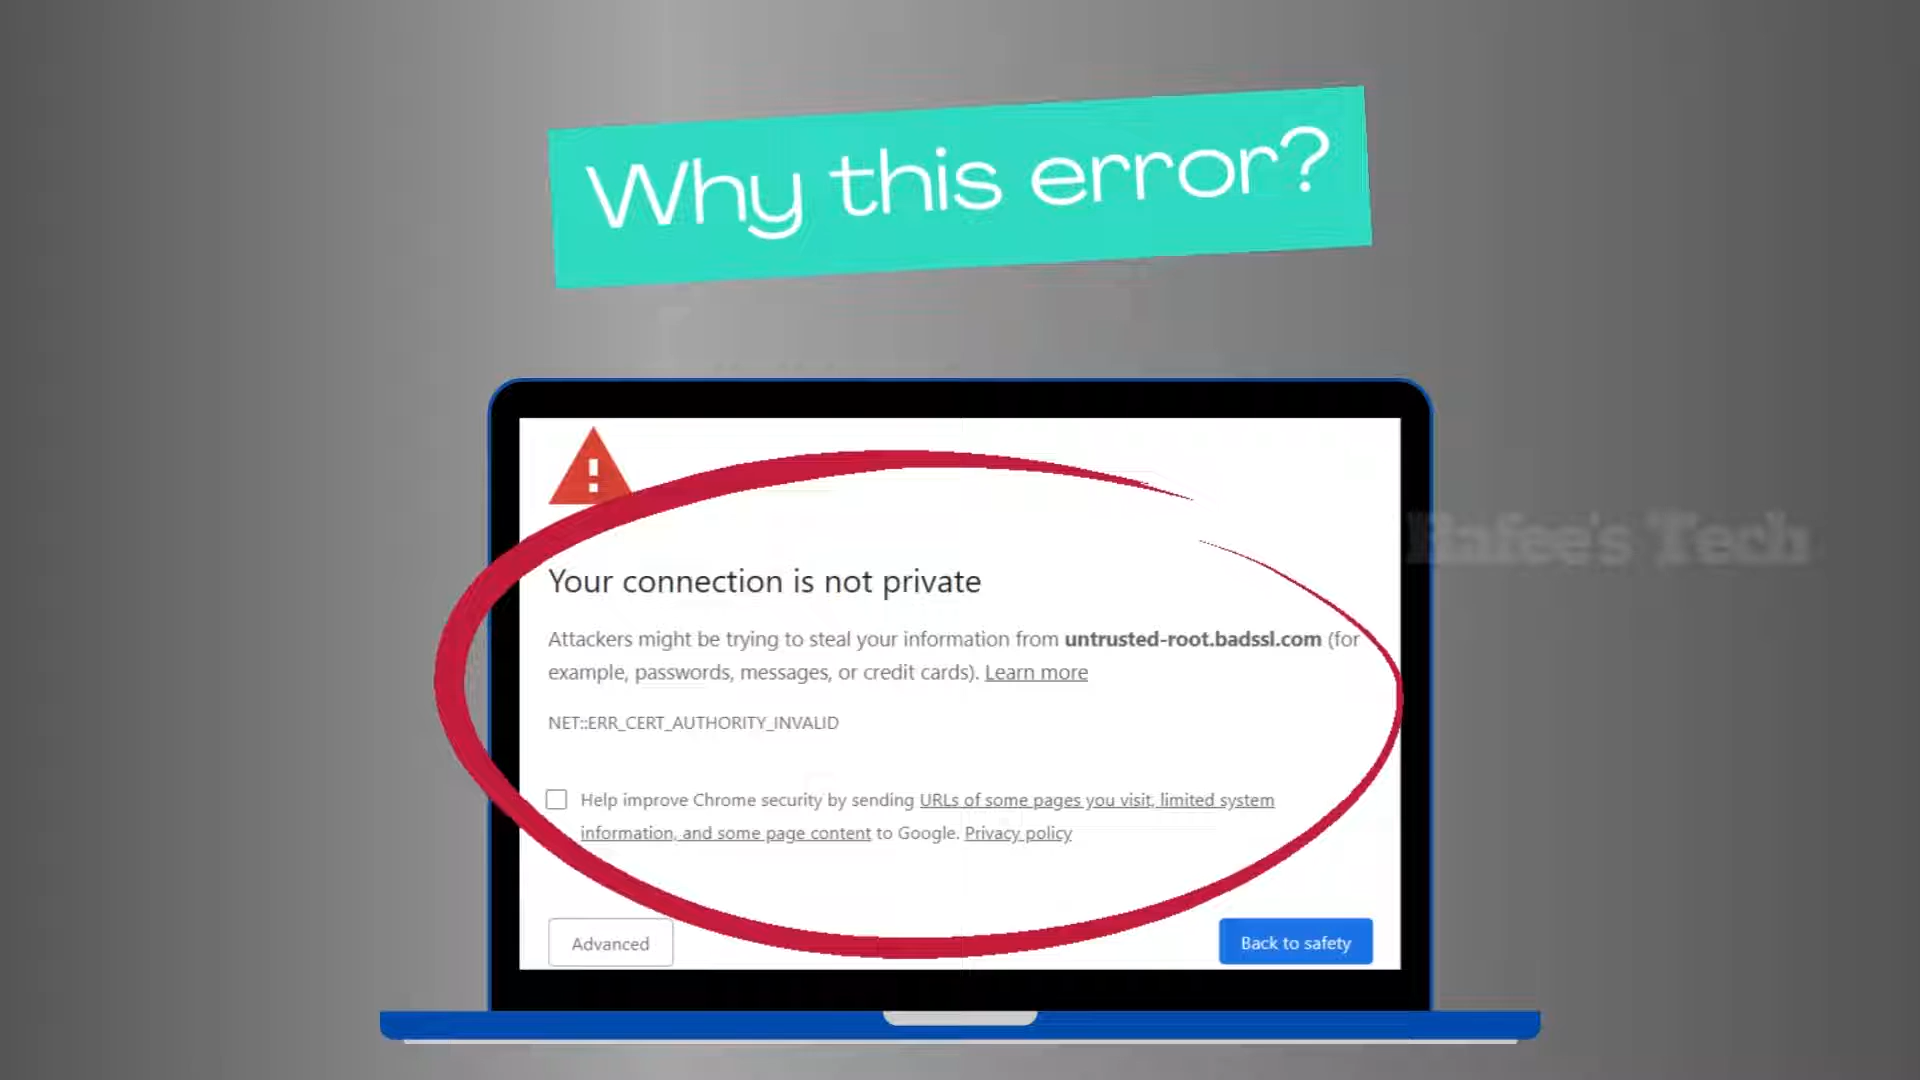 Why this error?
Your connection is not private
Attackers might be trying to steal your information from untrusted-root.badssl.com (for
example, passwords, messages, or credit cards). Learn more
NET::ERR_CERT_AUTHORITY_INVALID
Help improve Chrome security by sending URLs of some pages you visit, limited system
information, and some page content to Google. Privacy policy
Advanced
Back to safety
Rafee's Tech